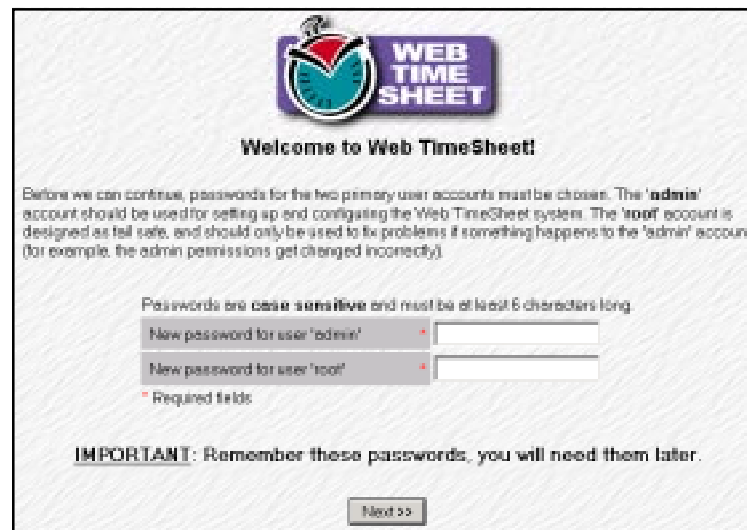 WEB
TIME
SHEET
Welcome to Web TimeSheet!
Before we can continue, passwords for the two primary user accounts must be chosen. The 'admin'
account should be used for setting up and configuring the Web TimeSheet system. The 'root' account is
designed as fail safe, and should only be used to fix problems if something happens to the 'admin' accoun
(for example, the admin permissions get changed incorrectly).
Passwords are case sensitive and must be at least 6 characters long.
New password for user 'admin' *
New password for user 'root' *
* Required fields
IMPORTANT: Remember these passwords, you will need them later.
Next >>